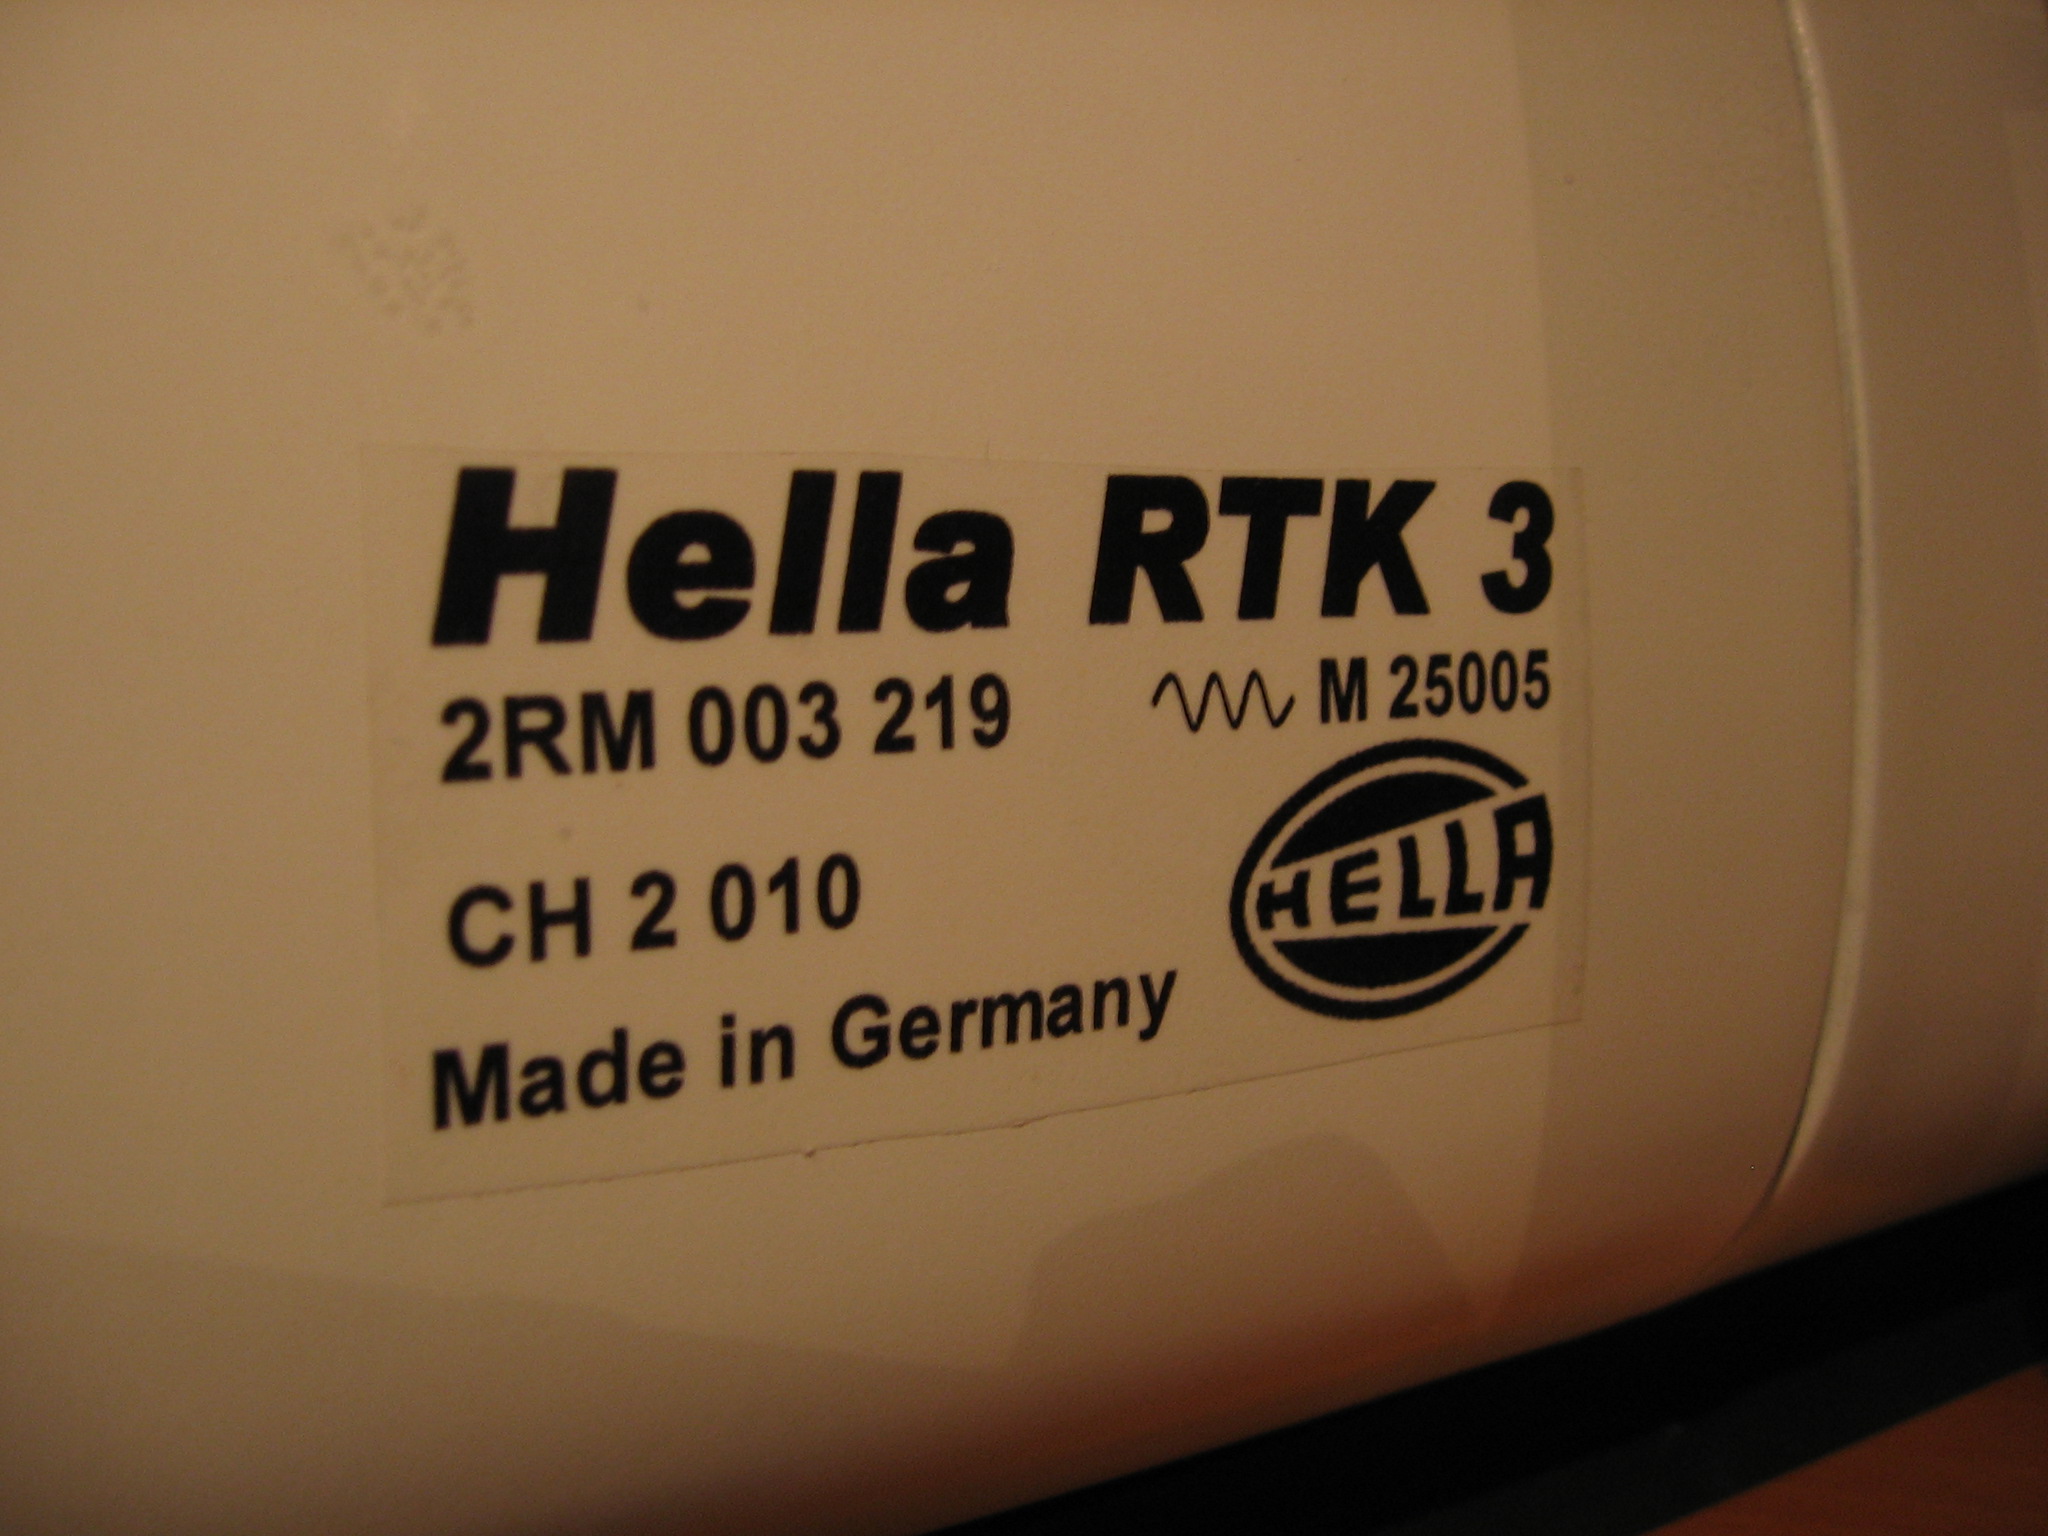 Hella RTK 3
2RM 003 219
M 25005
CH 2 010
HELLA
Made in Germany